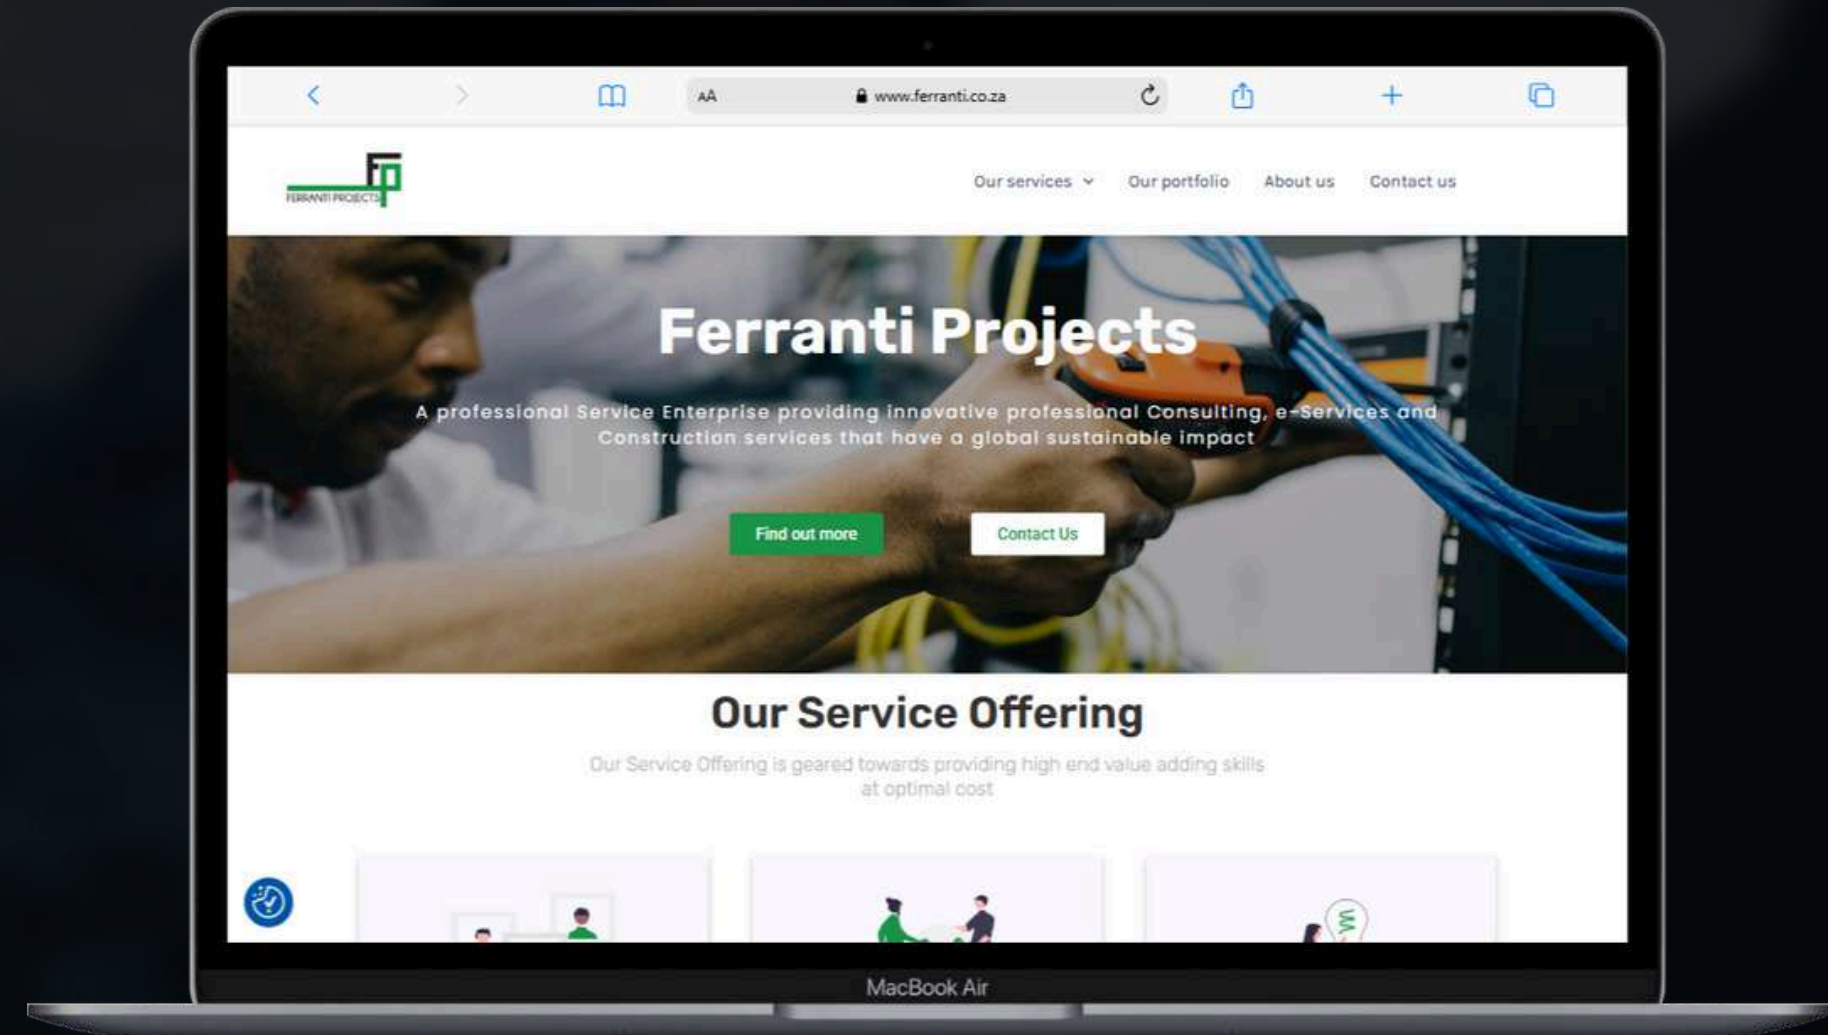 AA
www.ferranti.co.za
Fp
FERRANTI PROJECTS
Our services
Our portfolio
About us
Contact us
Ferranti Projects
A professional Service Enterprise providing innovative professional Consulting, e-Services and
Construction services that have a global sustainable impact
Find out more
Contact Us
Our Service Offering
Our Service Offering is geared towards providing high end value adding skills
at optimal cost
MacBook Air